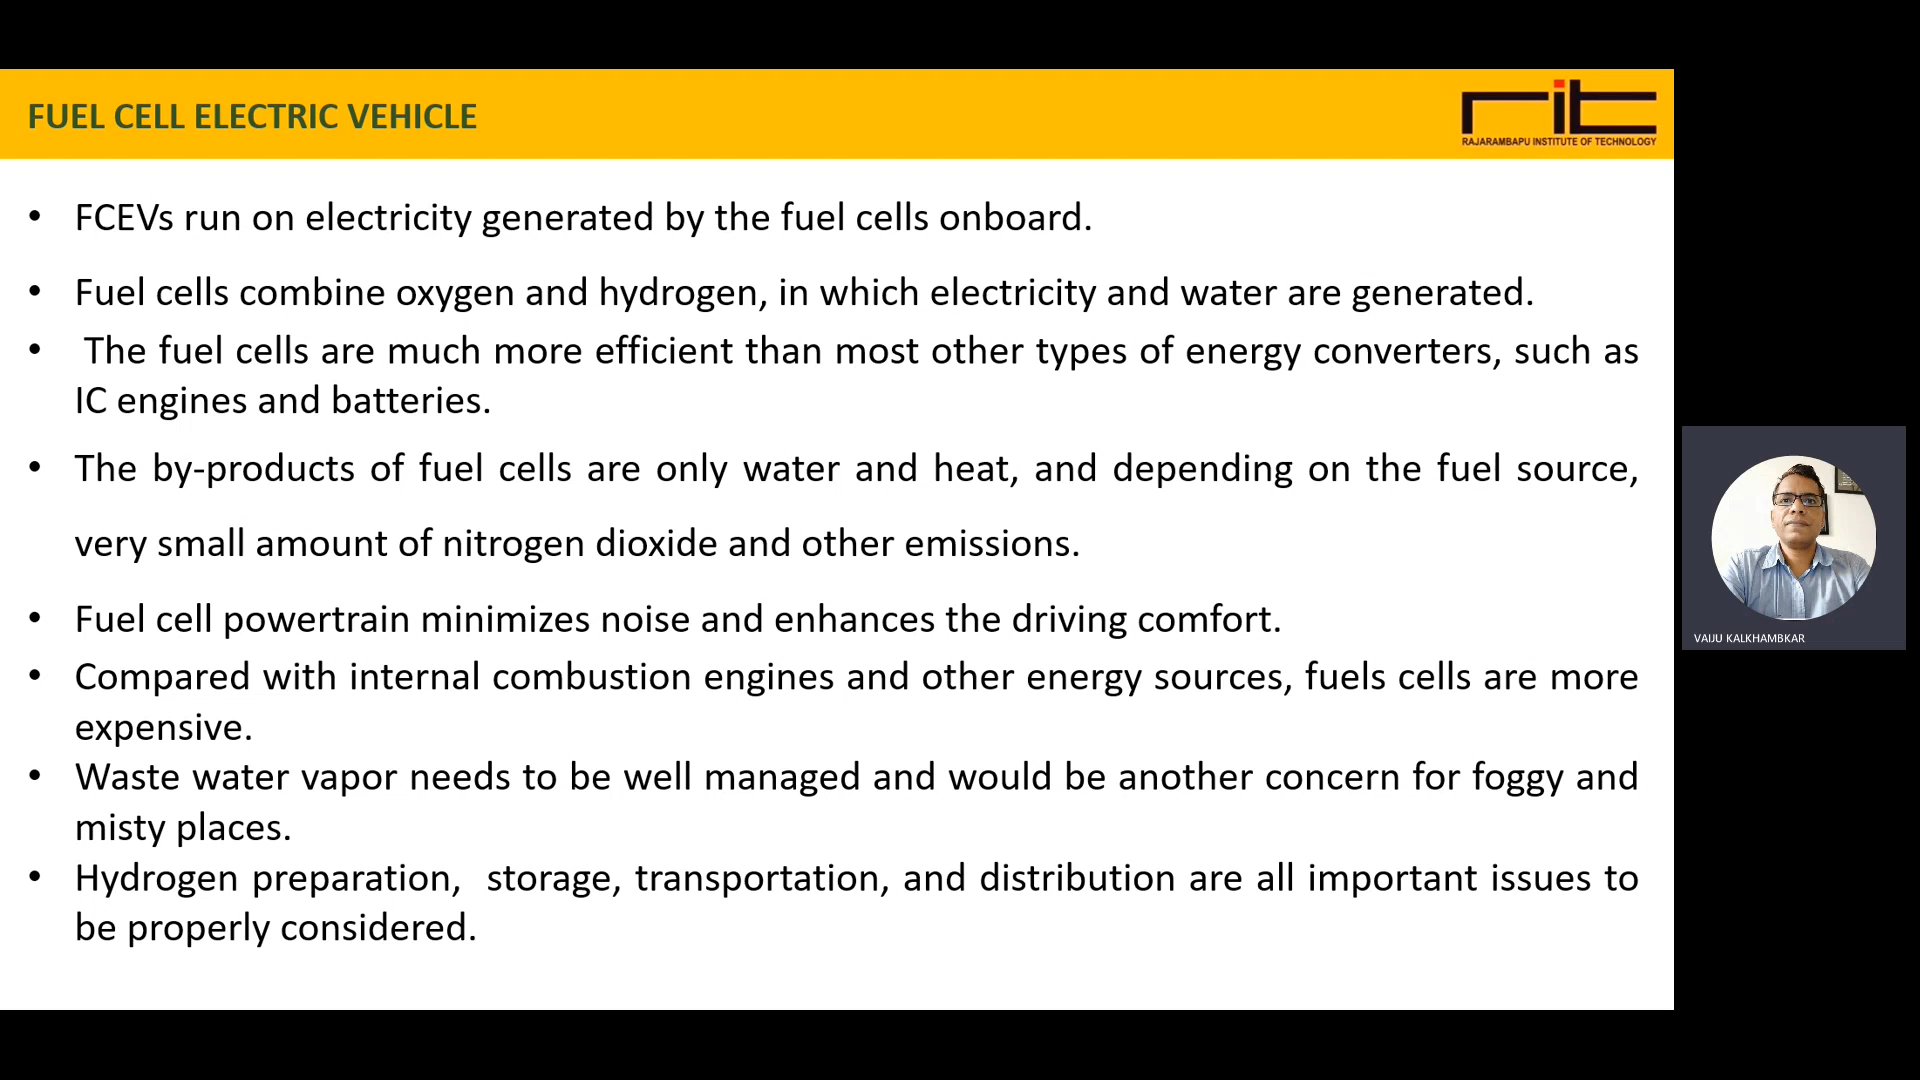 FUEL CELL ELECTRIC VEHICLE
rit
RAJARAMBAPU INSTITUTE OF TECHNOLOGY
• FCEVs run on electricity generated by the fuel cells onboard.
• Fuel cells combine oxygen and hydrogen, in which electricity and water are generated.
• The fuel cells are much more efficient than most other types of energy converters, such as
IC engines and batteries.
• The by-products of fuel cells are only water and heat, and depending on the fuel source,
very small amount of nitrogen dioxide and other emissions.
• Fuel cell powertrain minimizes noise and enhances the driving comfort.
• Compared with internal combustion engines and other energy sources, fuels cells are more
expensive.
• Waste water vapor needs to be well managed and would be another concern for foggy and
misty places.
• Hydrogen preparation, storage, transportation, and distribution are all important issues to
be properly considered.
VAIJU KALKHAMBKAR